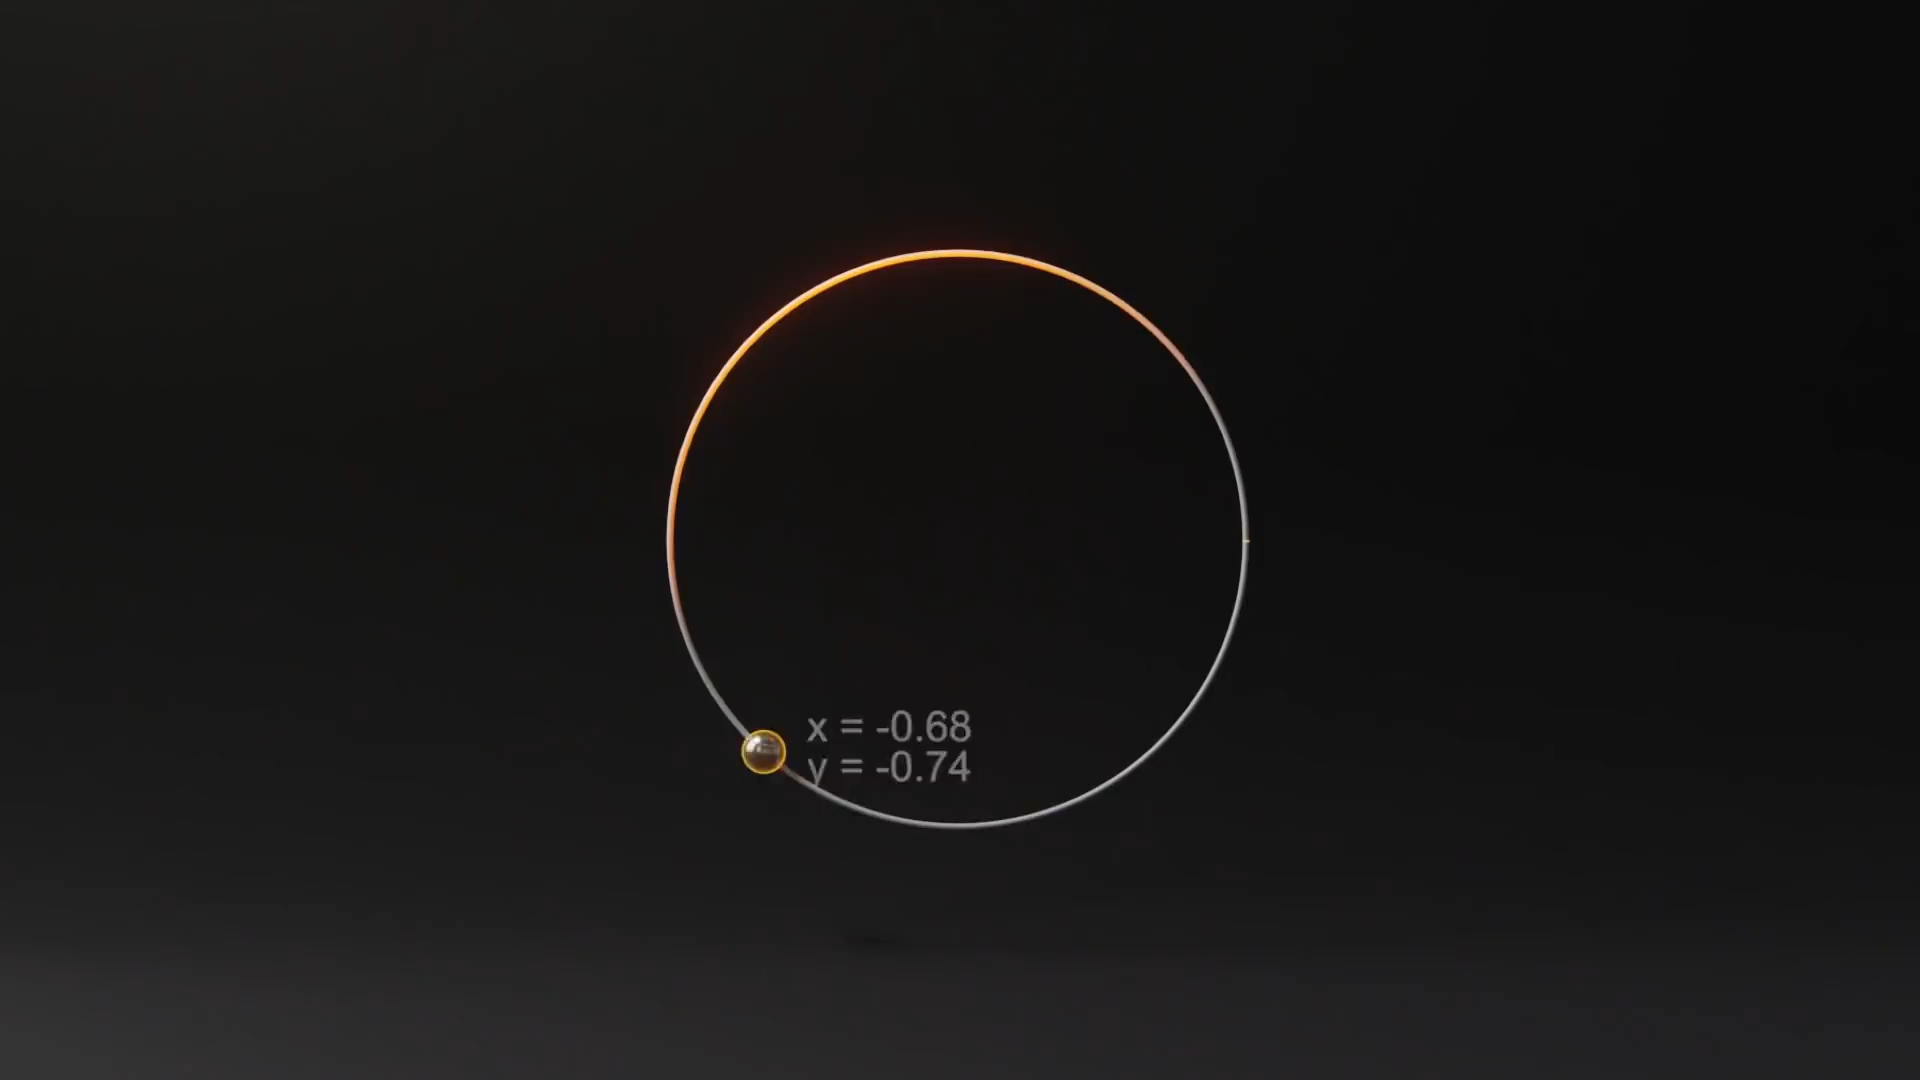 x = -0.68
y = -0.74